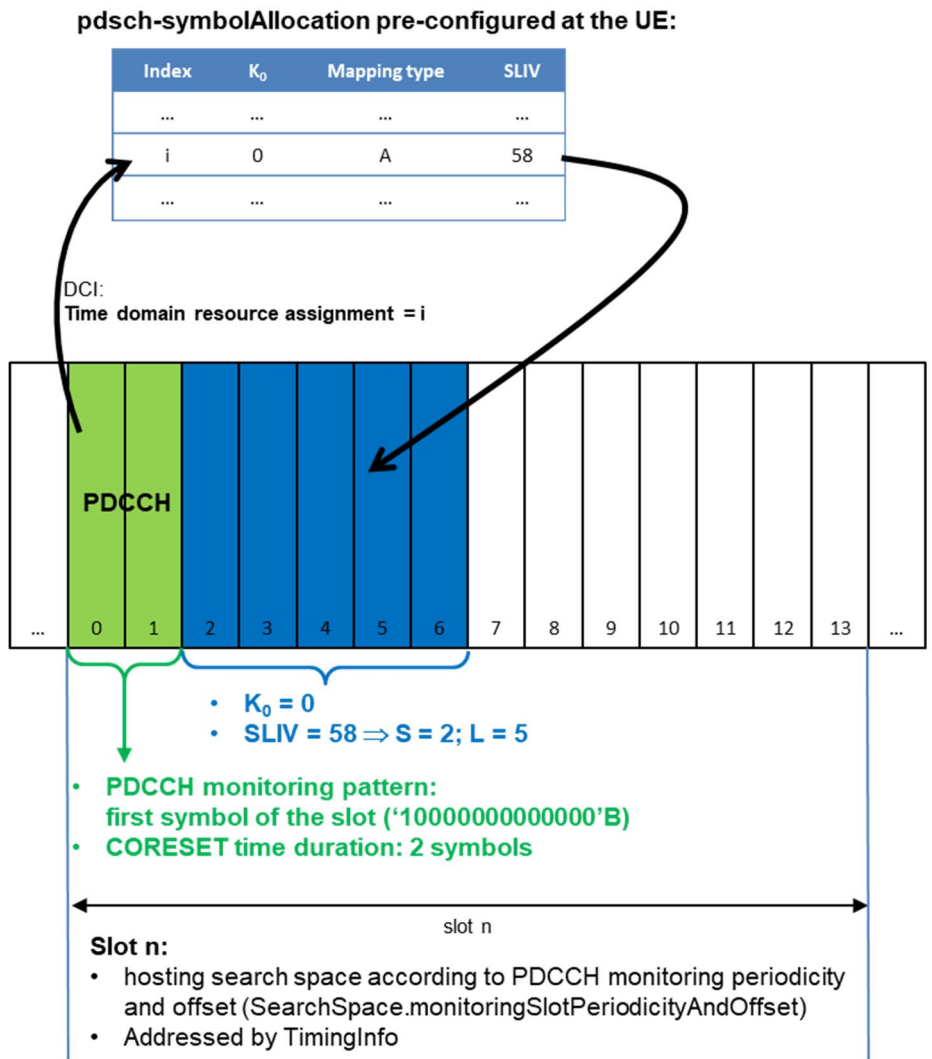 pdsch-symbolAllocation pre-configured at the UE:
Index K₀ Mapping type SLIV
... ... ... ...
i 0 A 58
... ... ... ...
DCI:
Time domain resource assignment = i
PDCCH
... 0 1 2 3 4 5 6 7 8 9 10 11 12 13 ...
• K₀ = 0
• SLIV = 58 ⇒ S = 2; L = 5
• PDCCH monitoring pattern:
first symbol of the slot (‘10000000000000’B)
• CORESET time duration: 2 symbols
slot n
Slot n:
• hosting search space according to PDCCH monitoring periodicity
and offset (SearchSpace.monitoringSlotPeriodicityAndOffset)
• Addressed by TimingInfo